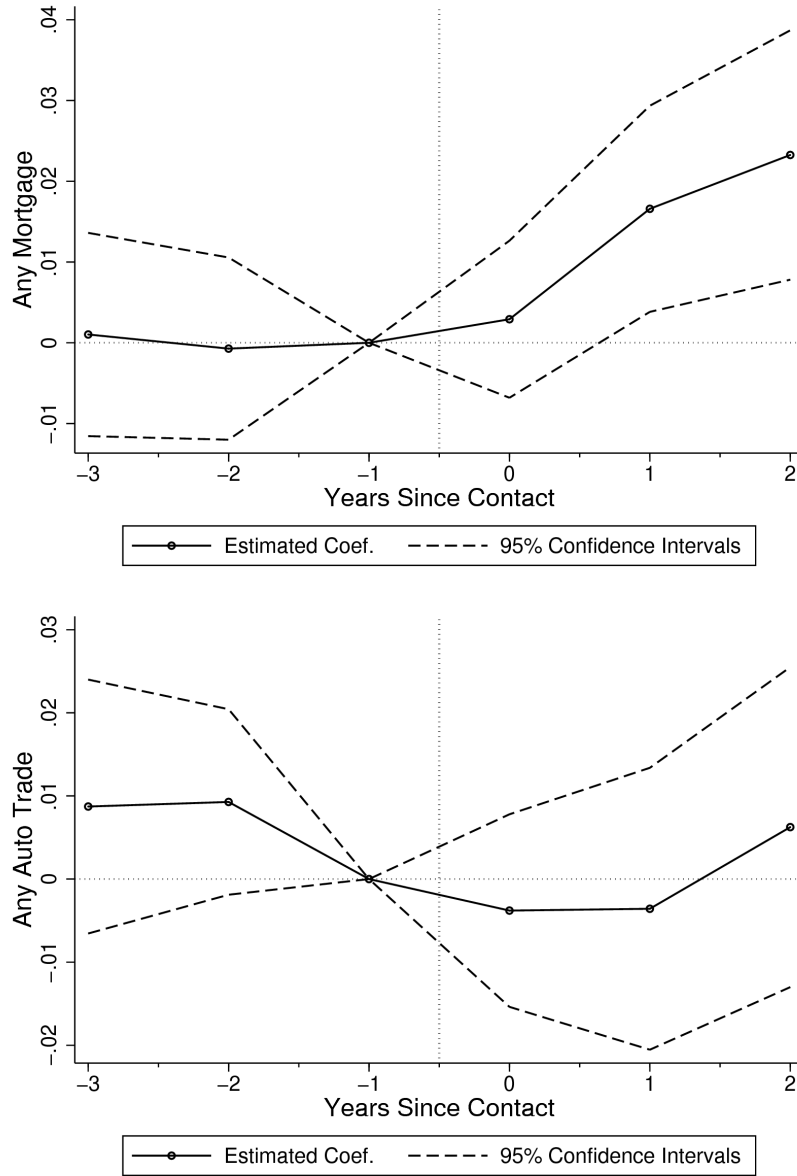 Any Mortgage
.04
.03
.02
.01
0
−.01
−3 −2 −1 0 1 2
Years Since Contact
Estimated Coef. 95% Confidence Intervals
Any Auto Trade
.03
.02
.01
0
−.01
−.02
−3 −2 −1 0 1 2
Years Since Contact
Estimated Coef. 95% Confidence Intervals